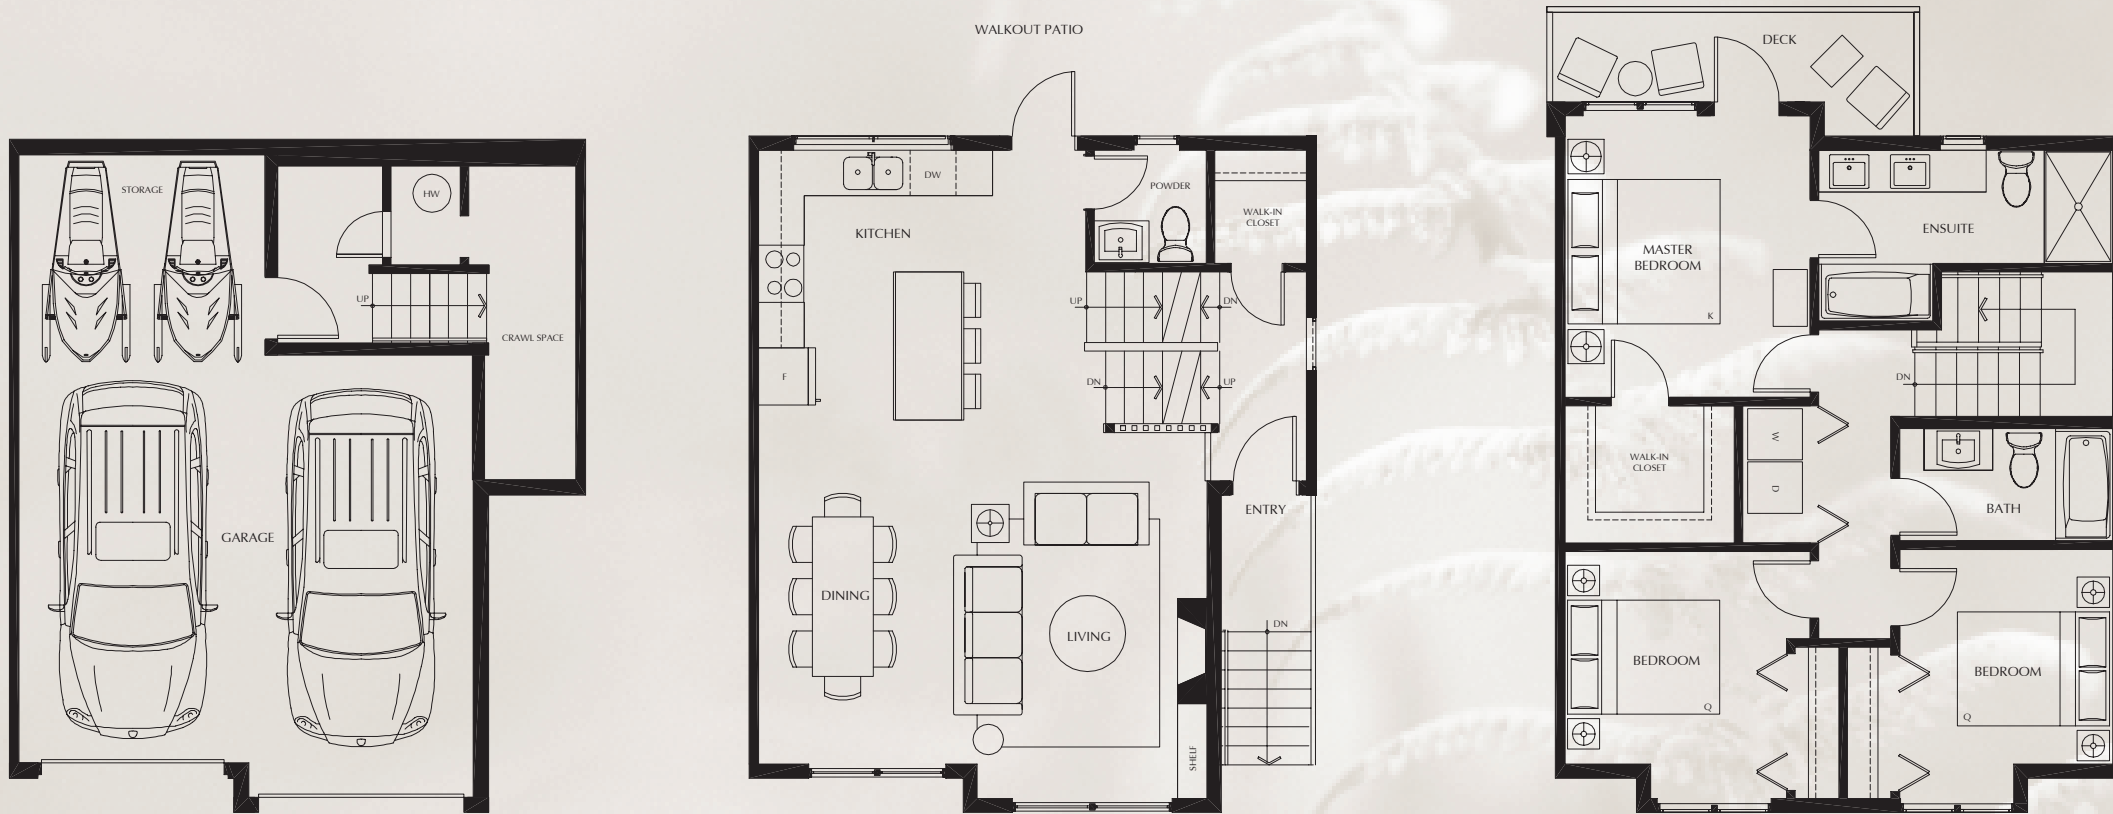 STORAGE
HW
UP
CRAWL SPACE
GARAGE
WALKOUT PATIO
DW
POWDER
WALK-IN
CLOSET
KITCHEN
UP
DN
F
DN
UP
ENTRY
DINING
LIVING
DN
SHELF
DECK
ENSUITE
MASTER
BEDROOM
K
DN
W
WALK-IN
CLOSET
D
BATH
BEDROOM
Q
BEDROOM
Q